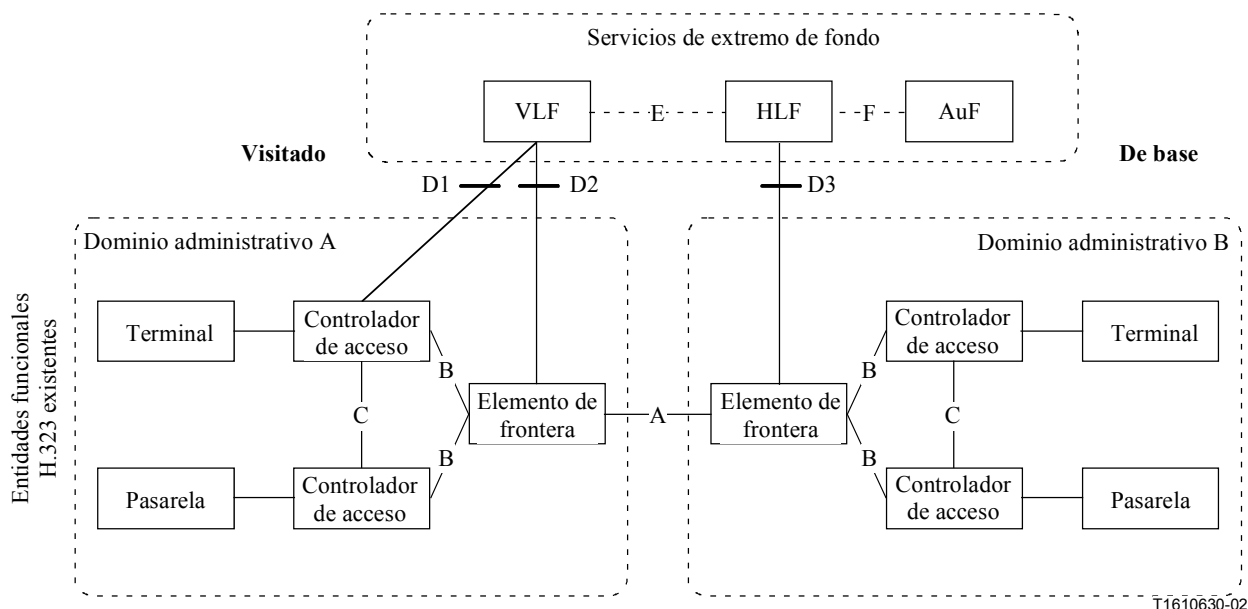 Servicios de extremo de fondo
VLF
E
HLF
F
AuF
Visitado
De base
D1
D2
D3
Dominio administrativo A
Dominio administrativo B
Entidades funcionales
H.323 existentes
Terminal
Controlador
de acceso
B
C
B
Pasarela
Controlador
de acceso
Elemento de
frontera
A
Elemento de
frontera
B
C
B
Controlador
de acceso
Terminal
Controlador
de acceso
Pasarela
T1610630-02